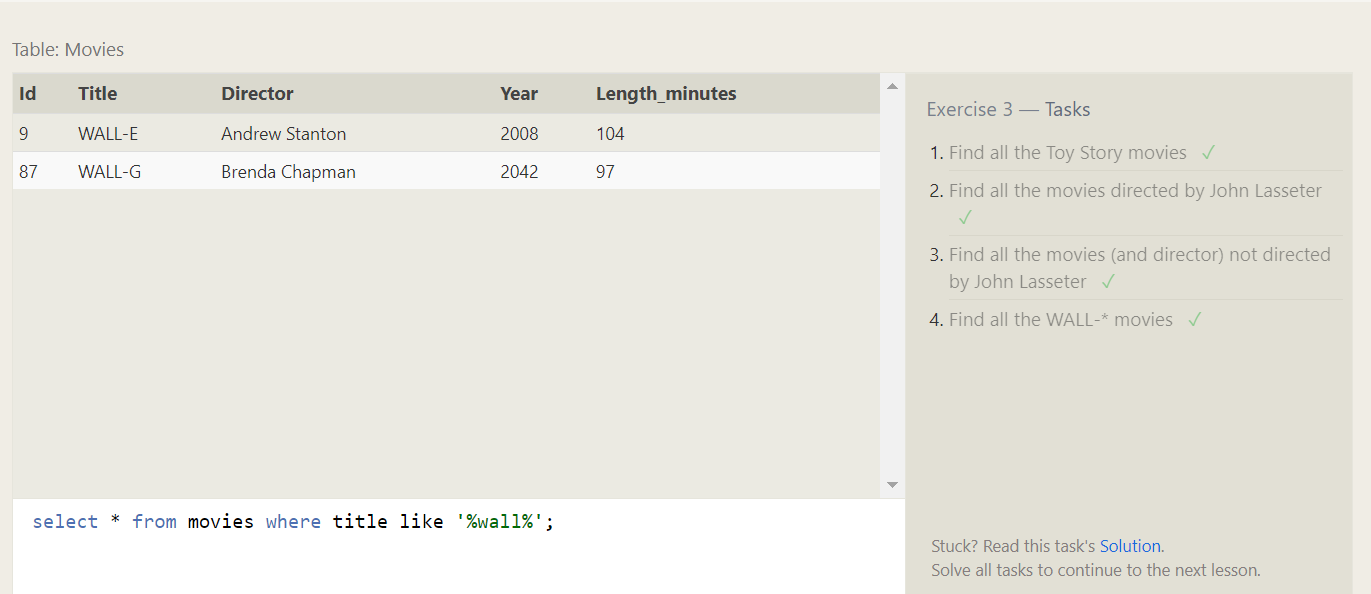 Table: Movies
Id Title Director Year Length_minutes
9 WALL-E Andrew Stanton 2008 104
87 WALL-G Brenda Chapman 2042 97
select * from movies where title like '%wall%';
Exercise 3 — Tasks
1. Find all the Toy Story movies ✓
2. Find all the movies directed by John Lasseter
✓
3. Find all the movies (and director) not directed
by John Lasseter ✓
4. Find all the WALL-* movies ✓
Stuck? Read this task's Solution.
Solve all tasks to continue to the next lesson.